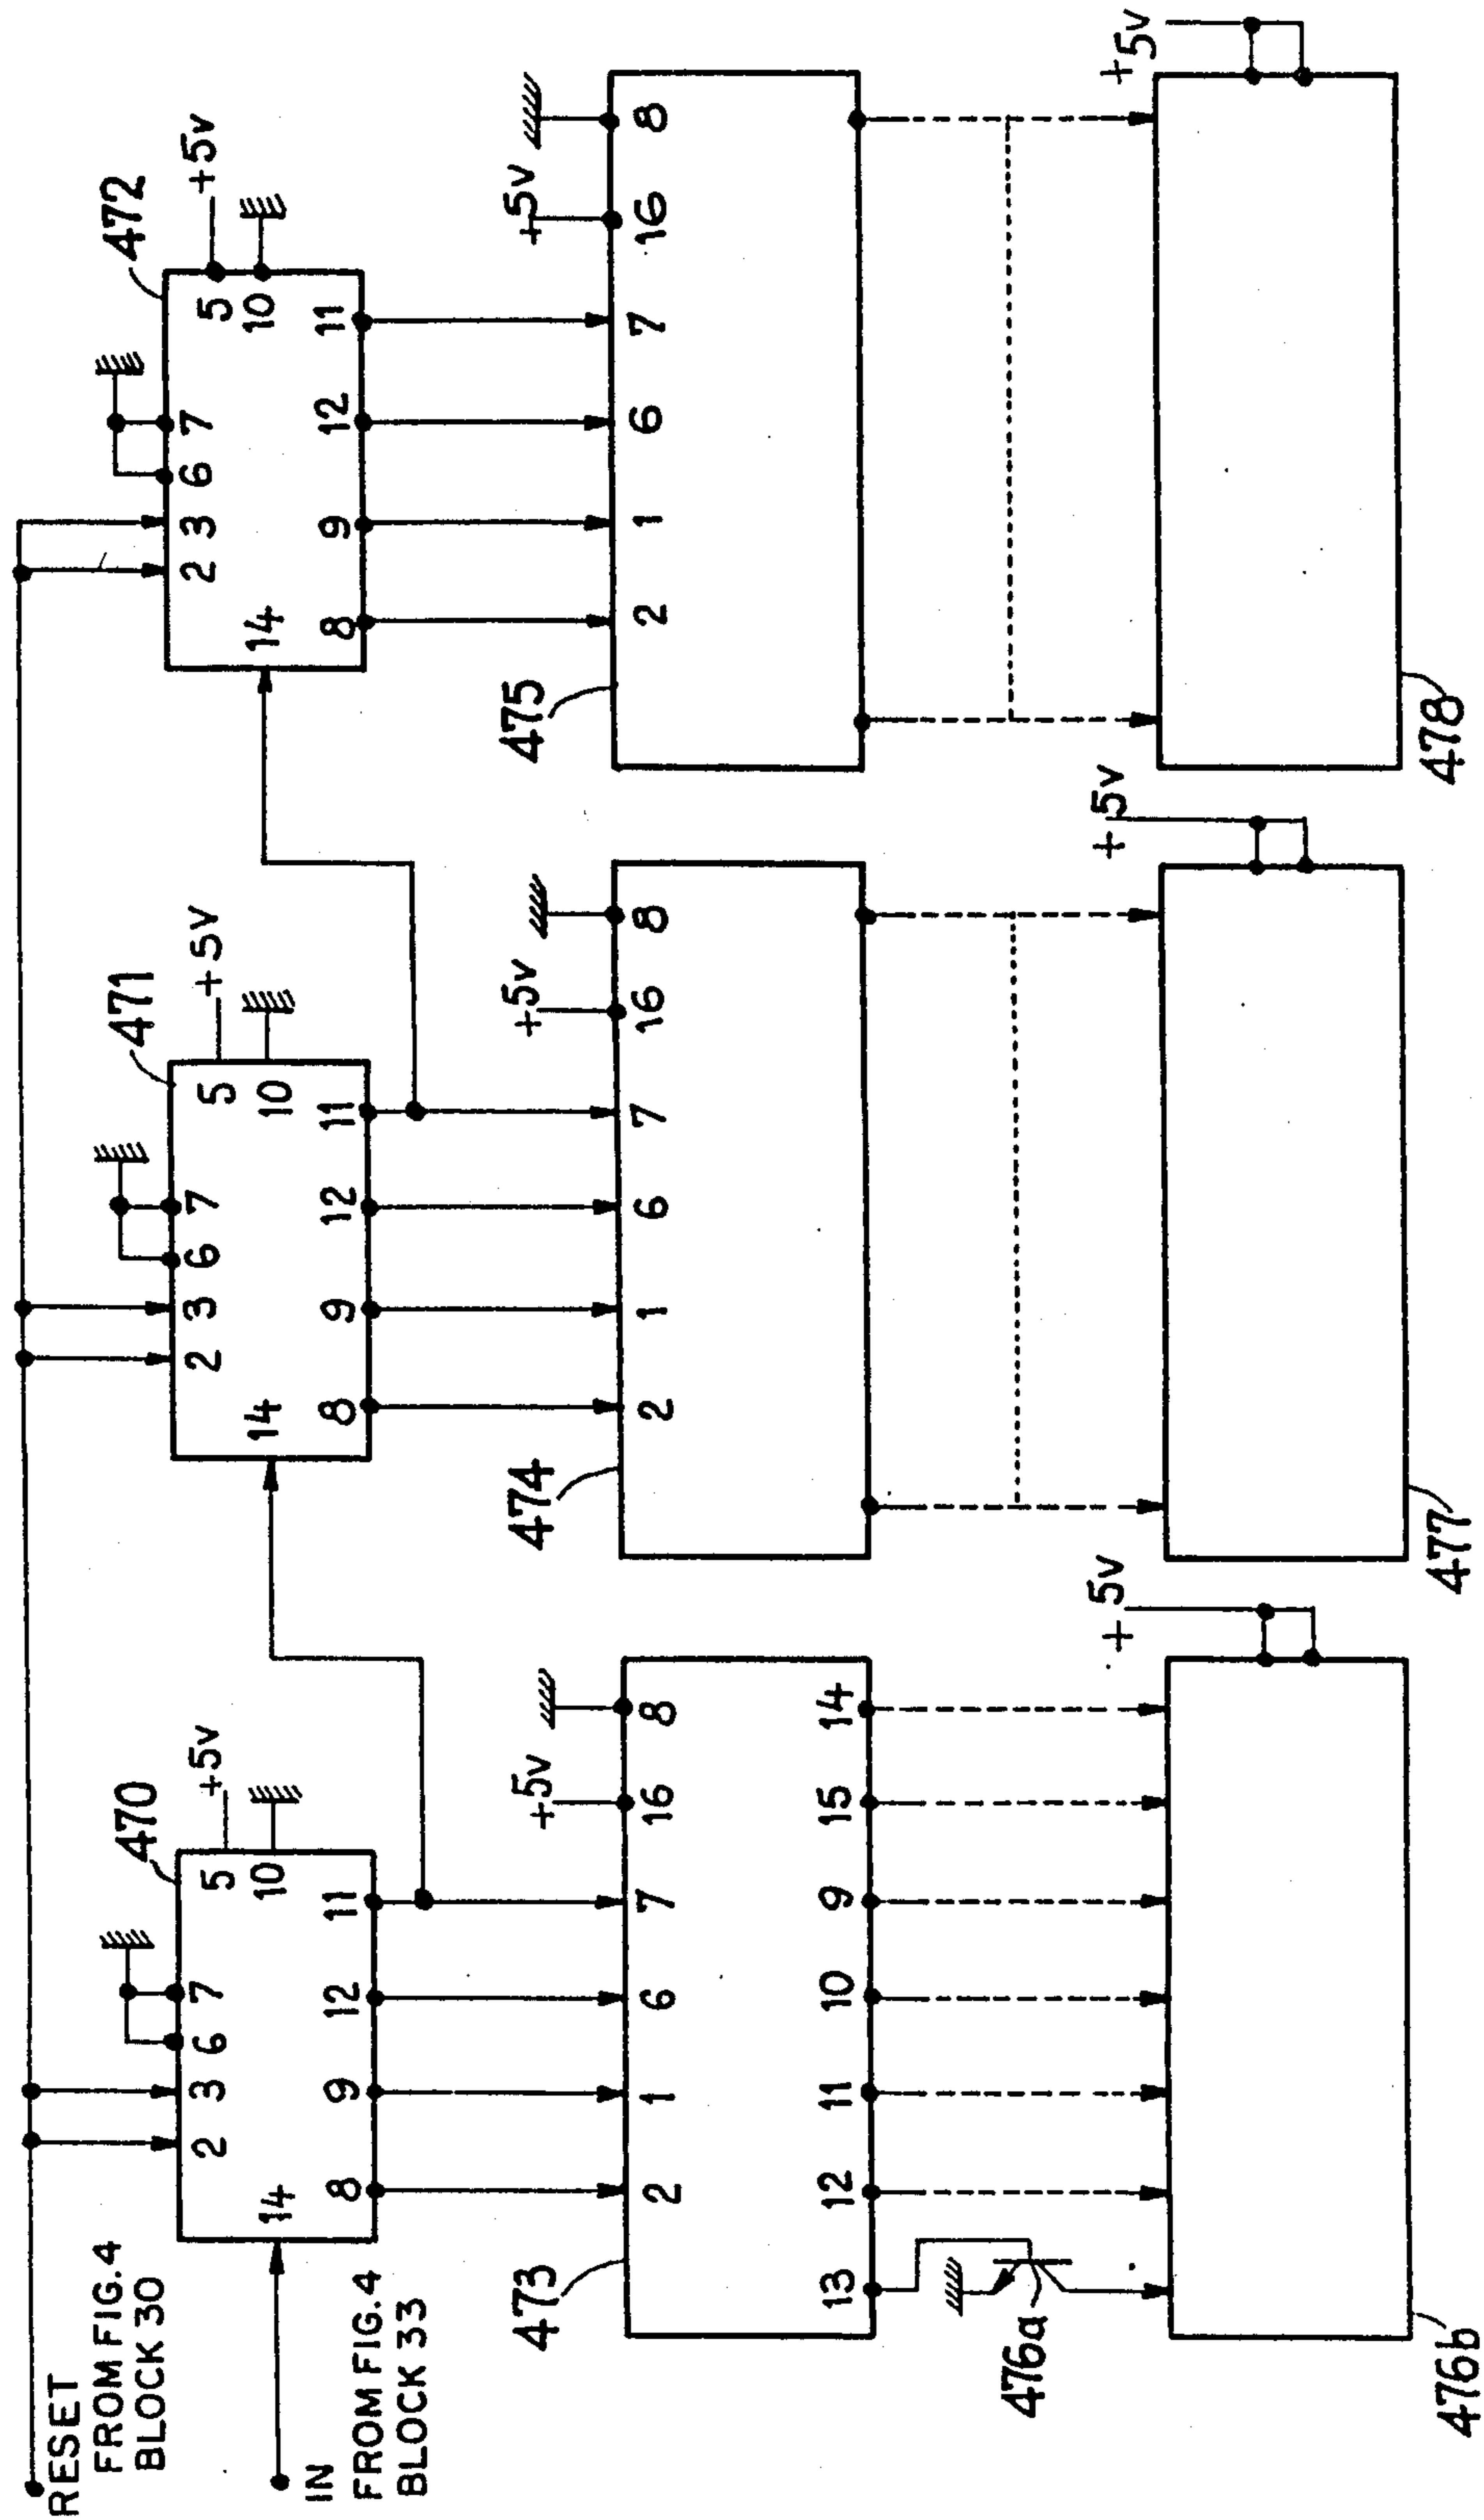 RESET
FROM FIG. 4
BLOCK 30
IN
FROM FIG. 4
BLOCK 33
470
+5v
2 3 6 7
14
5
10
8 9 12 11
471
+5v
2 3 6 7
14
5
10
8 9 12 11
472
+5v
2 3 6 7
14
5
10
8 9 12 11
473
+5v
2 1 6 7 16 8
13 12 11 10 9 15 14
474
+5v
2 1 6 7 16 8
475
+5v
2 1 6 7 16 8
476a
+5v
476b
+5v
477
+5v
478